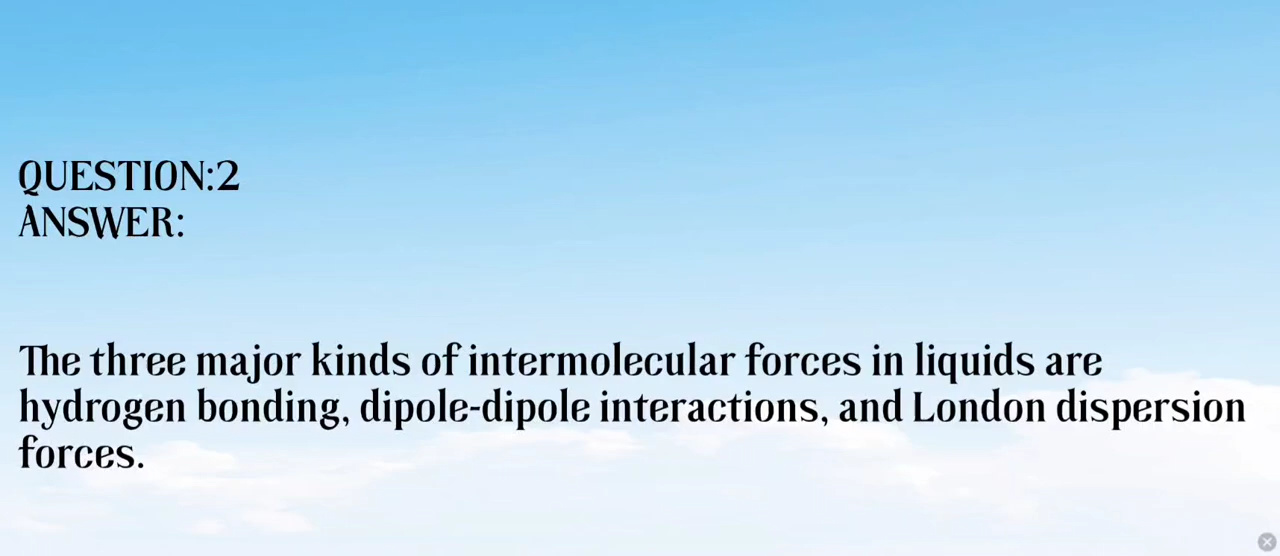 QUESTION:2
ANSWER:
The three major kinds of intermolecular forces in liquids are
hydrogen bonding, dipole-dipole interactions, and London dispersion
forces.